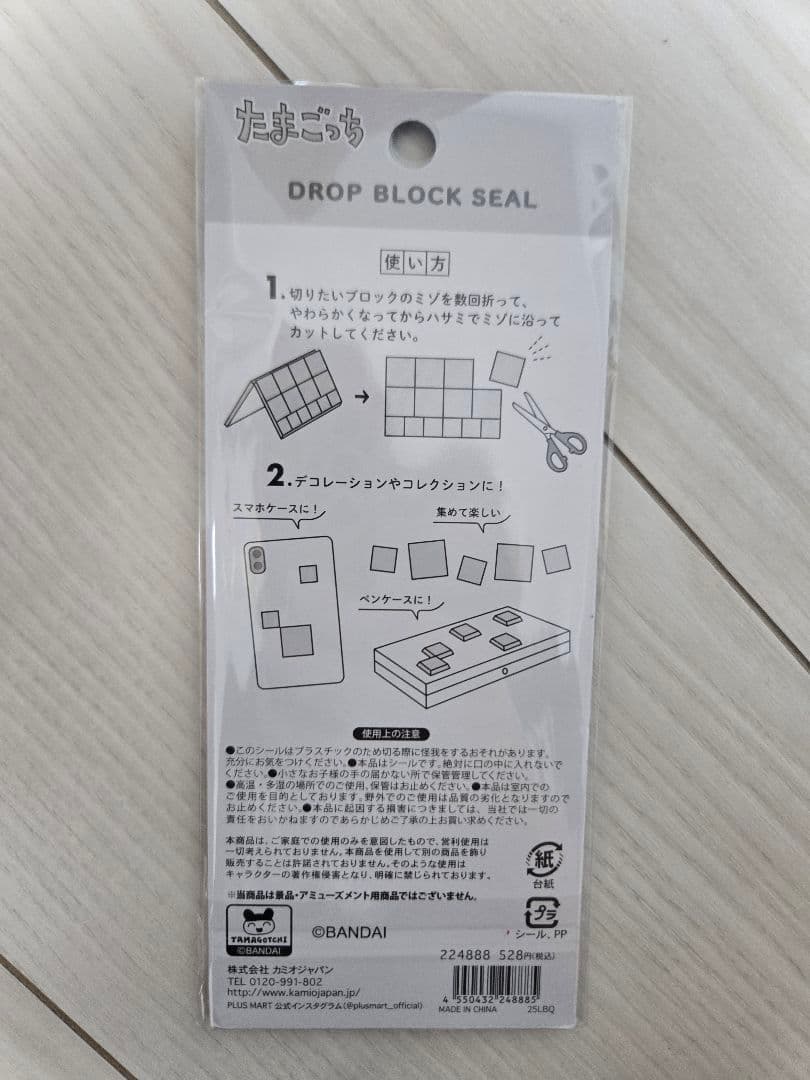 たまごっち
DROP BLOCK SEAL
使い方
1.切りたいブロックのミゾを数回折って、
やわらかくなってからハサミでミゾに沿って
カットしてください。
2.デコレーションやコレクションに!
スマホケースに!
集めて楽しい
ペンケースに!
使用上の注意
●このシールはプラスチックのため切る際に怪我をするおそれがあります。
充分にお気をつけください。●本品はシールです。絶対に口の中に入れないで
ください。●小さなお子様の手の届かない所で保管管理してください。
●高温・多湿の場所でのご使用、保管はお止めください。●本品は室内での
ご使用を目的としております。野外でのご使用は品質の劣化となりますので
お止めください。●本品に起因する損害につきましては、当社では一切の
責任をおいかねますのであらかじめご了承の上お買い求めください。
本商品は、ご家庭での使用のみを意図したもので、営利使用は
一切考えられておりません。本商品を使用して別の商品を飾り
販売することは許諾されておりません。そのような使用は
キャラクターの著作権侵害となり、明確に禁じられております。
※当商品は景品・アミューズメント用商品ではございません。
紙
台紙
プラ
シール、PP
TAMAGOTCHI
©BANDAI
©BANDAI
224888 528円(税込)
株式会社 カミオジャパン
TEL 0120-991-802
http://www.kamiojapan.jp/
PLUS MART 公式インスタグラム(@plusmart_official)
4 550432 248885
MADE IN CHINA 25LBQ